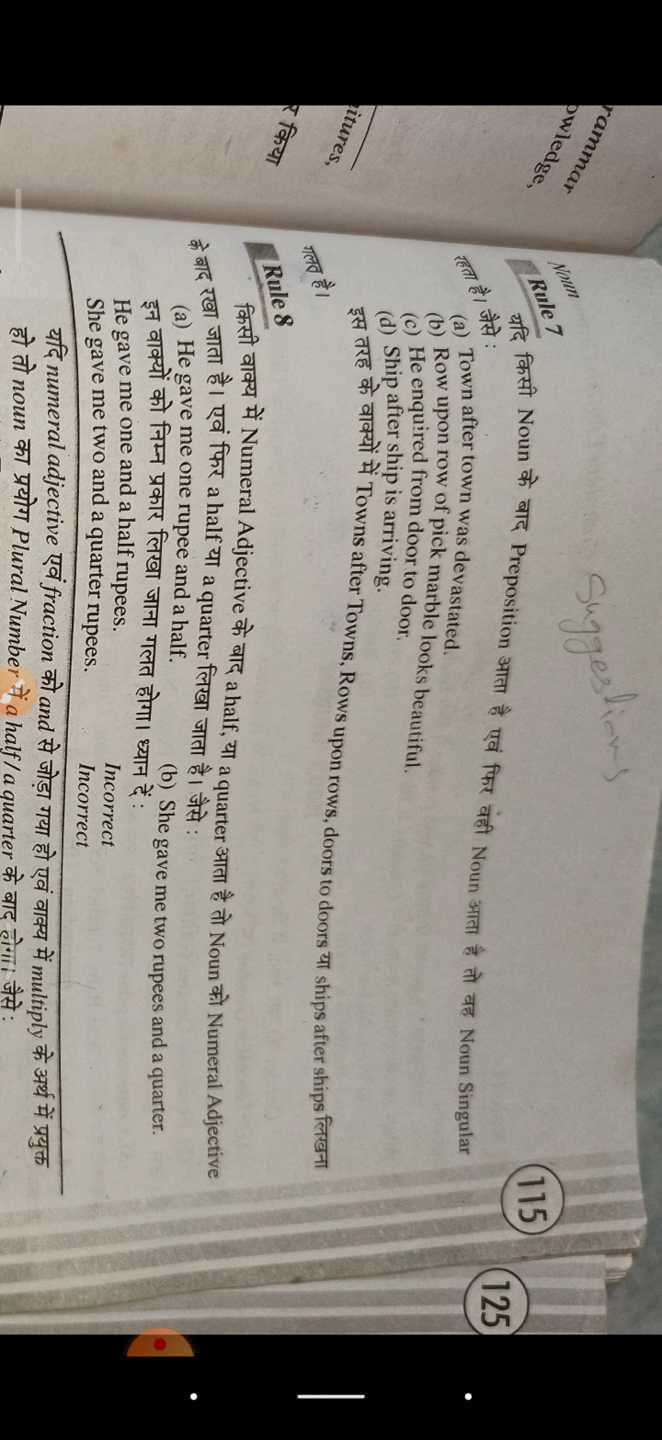 rammar
owledge,
itures,
र किया
Suggestions
Noun
115
125
Rule 7
यदि किसी Noun के बाद Preposition आता है एवं फिर वही Noun आता है तो वह Noun Singular
रहता है। जैसे :
(a) Town after town was devastated.
(b) Row upon row of pick marble looks beautiful.
(c) He enquired from door to door.
(d) Ship after ship is arriving.
इस तरह के वाक्यों में Towns after Towns, Rows upon rows, doors to doors या ships after ships लिखना
गलत है।
Rule 8
किसी वाक्य में Numeral Adjective के बाद a half, या a quarter आता है तो Noun को Numeral Adjective
के बाद रखा जाता है। एवं फिर a half या a quarter लिखा जाता है। जैसे :
(a) He gave me one rupee and a half. (b) She gave me two rupees and a quarter.
इन वाक्यों को निम्न प्रकार लिखा जाना गलत होगा। ध्यान दें :
He gave me one and a half rupees. Incorrect
She gave me two and a quarter rupees. Incorrect
यदि numeral adjective एवं fraction को and से जोड़ा गया हो एवं वाक्य में multiply के अर्थ में प्रयुक्त
हो तो noun का प्रयोग Plural Number में a half/a quarter के बाद होगा। जैसे :